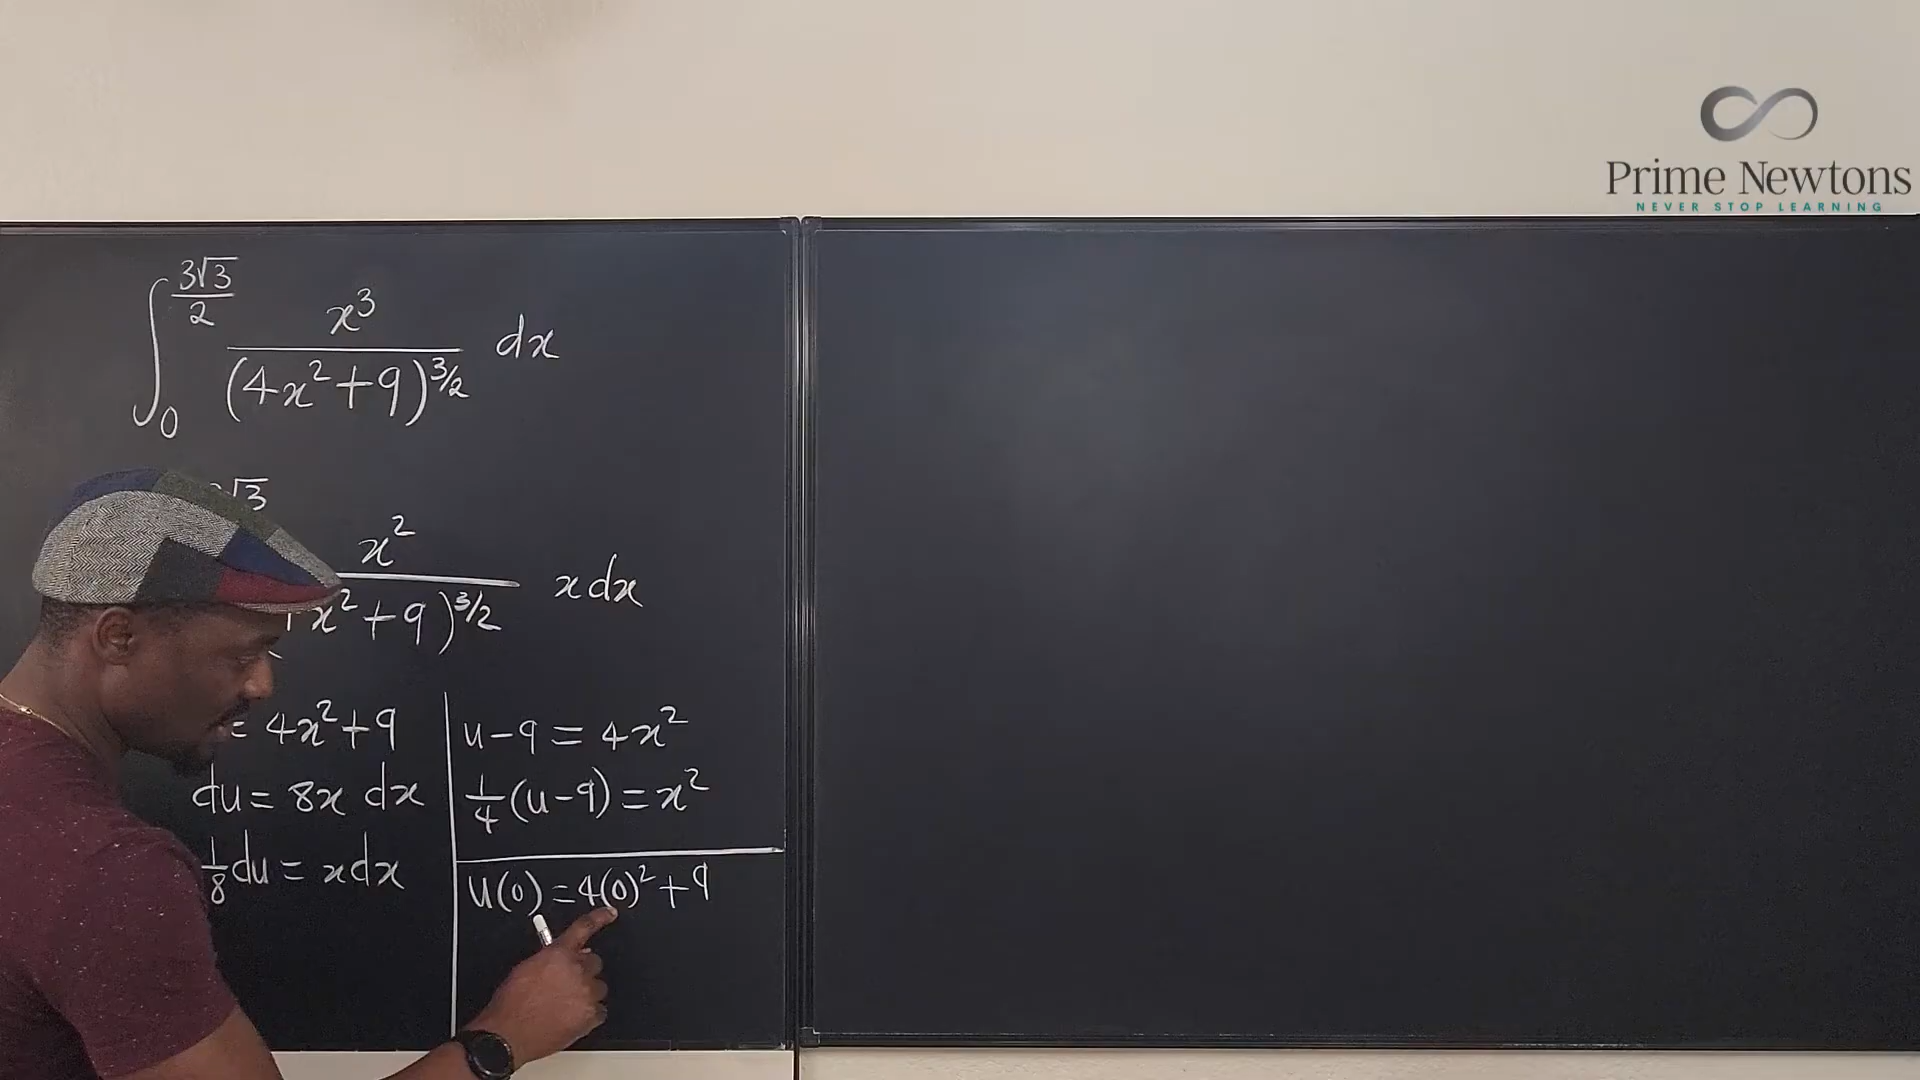 Prime Newtons
NEVER STOP LEARNING
∫₀^(3√3/2) x³/(4x²+9)^(3/2) dx
√3
x²/x²+9)^(3/2) x dx
= 4x²+9
du = 8x dx
1/8 du = x dx
u-9 = 4x²
1/4(u-9) = x²
u(0) = 4(0)²+9